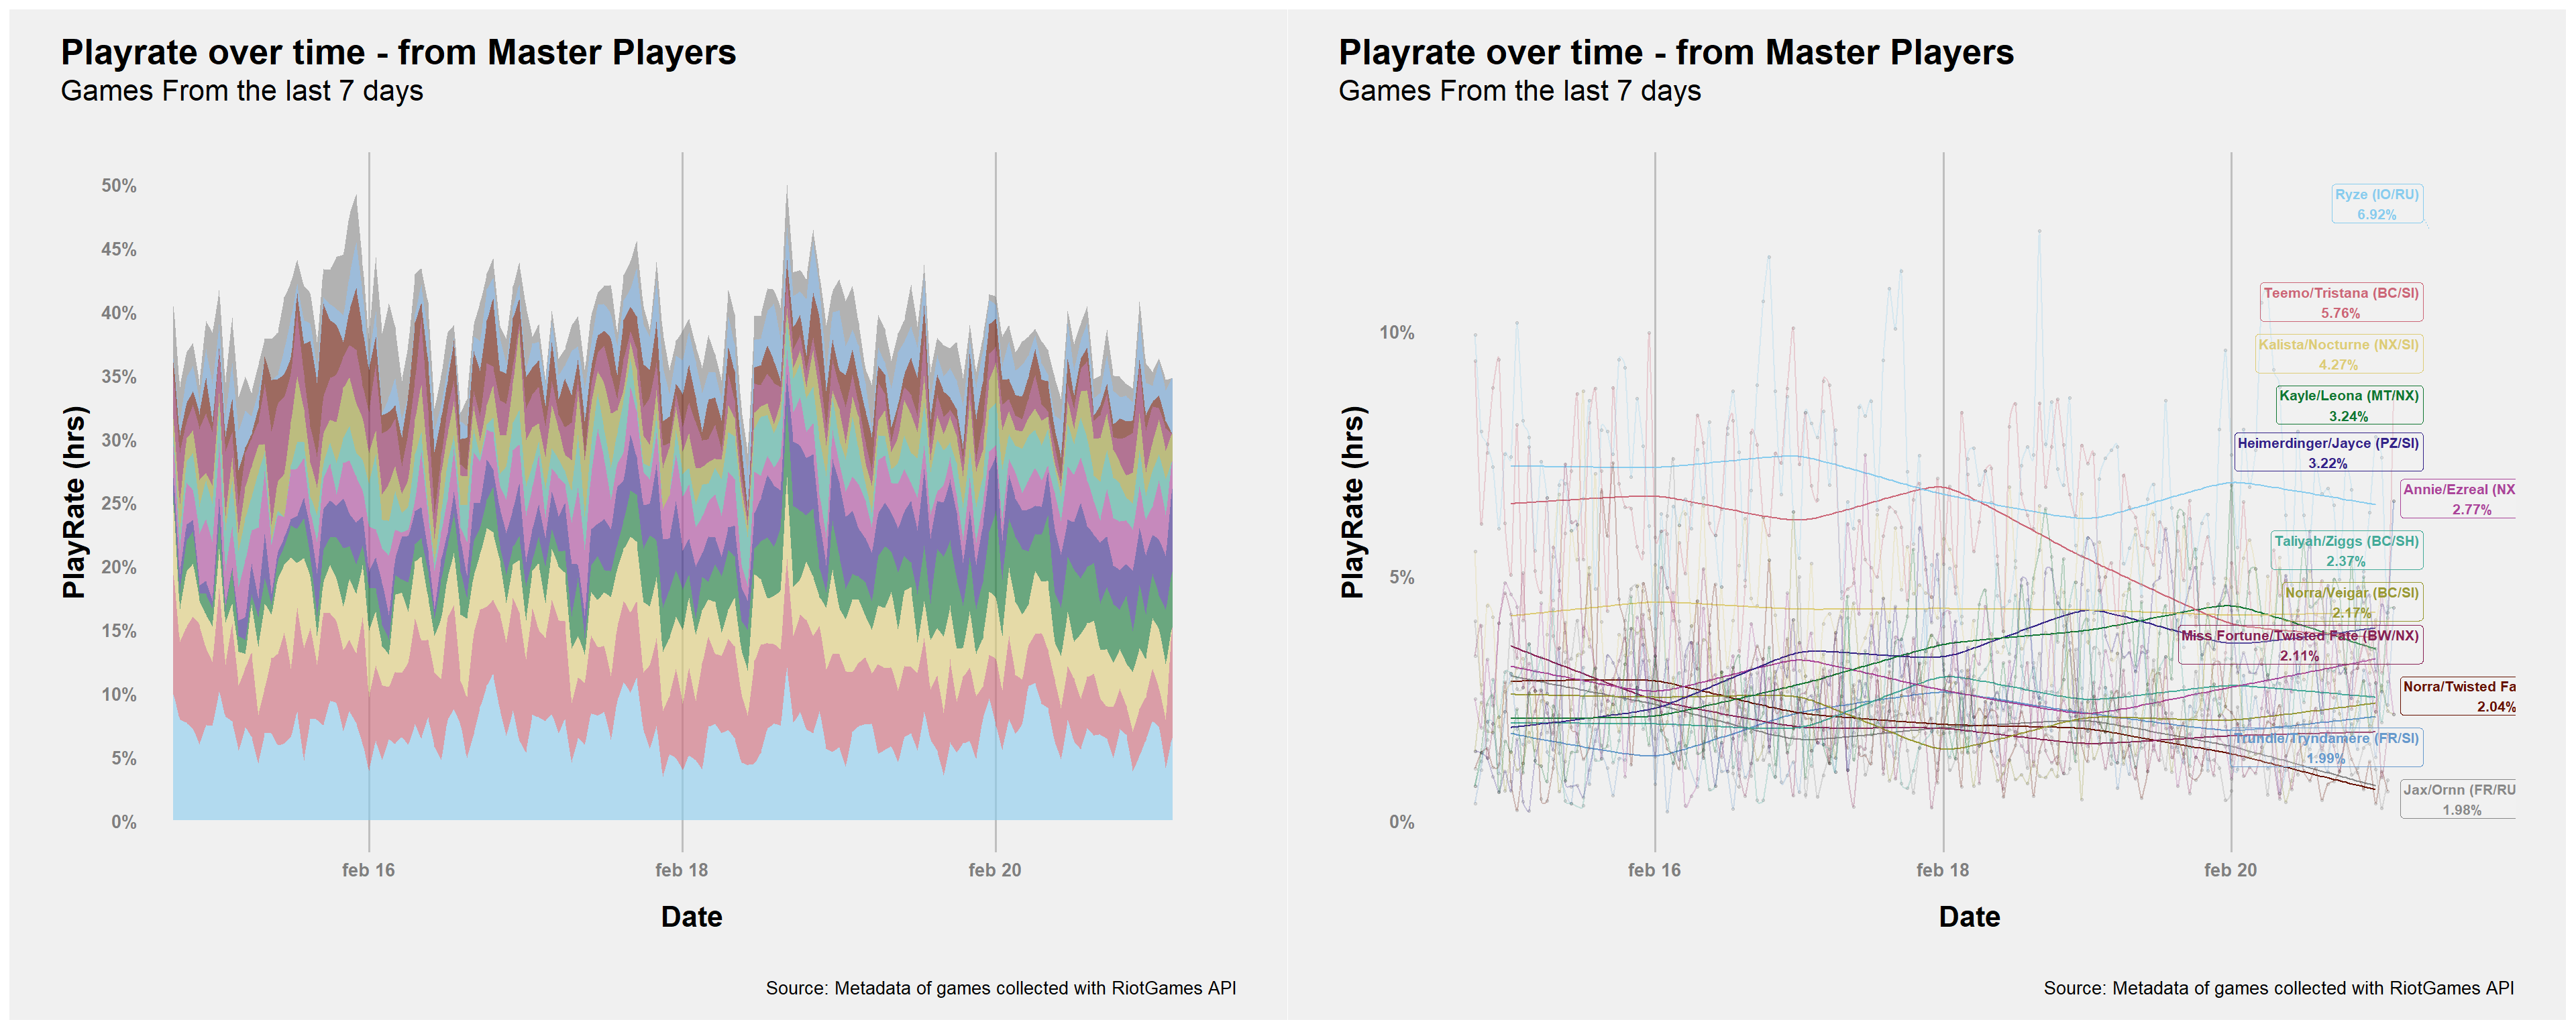 Playrate over time - from Master Players
Games From the last 7 days
50%
45%
40%
35%
30%
25%
20%
15%
10%
5%
0%
PlayRate (hrs)
feb 16
feb 18
feb 20
Date
Source: Metadata of games collected with RiotGames API
Playrate over time - from Master Players
Games From the last 7 days
10%
5%
0%
PlayRate (hrs)
Ryze (IO/RU)
6.92%
Teemo/Tristana (BC/SI)
5.76%
Kalista/Nocturne (NX/SI)
4.27%
Kayle/Leona (MT/NX)
3.24%
Heimerdinger/Jayce (PZ/SI)
3.22%
Annie/Ezreal (NX
2.77%
Taliyah/Ziggs (BC/SH)
2.37%
Norra/Veigar (BC/SI)
2.17%
Miss Fortune/Twisted Fate (BW/NX)
2.11%
Norra/Twisted Fa
2.04%
Trundle/Tryndamere (FR/SI)
1.99%
Jax/Ornn (FR/RU
1.98%
feb 16
feb 18
feb 20
Date
Source: Metadata of games collected with RiotGames API